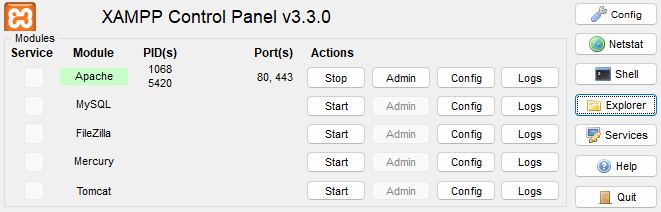 XAMPP Control Panel v3.3.0
Modules
Service Module PID(s) Port(s) Actions
Apache 1068 5420 80, 443 Stop Admin Config Logs
MySQL Start Admin Config Logs
FileZilla Start Admin Config Logs
Mercury Start Admin Config Logs
Tomcat Start Admin Config Logs
Config
Netstat
Shell
Explorer
Services
Help
Quit